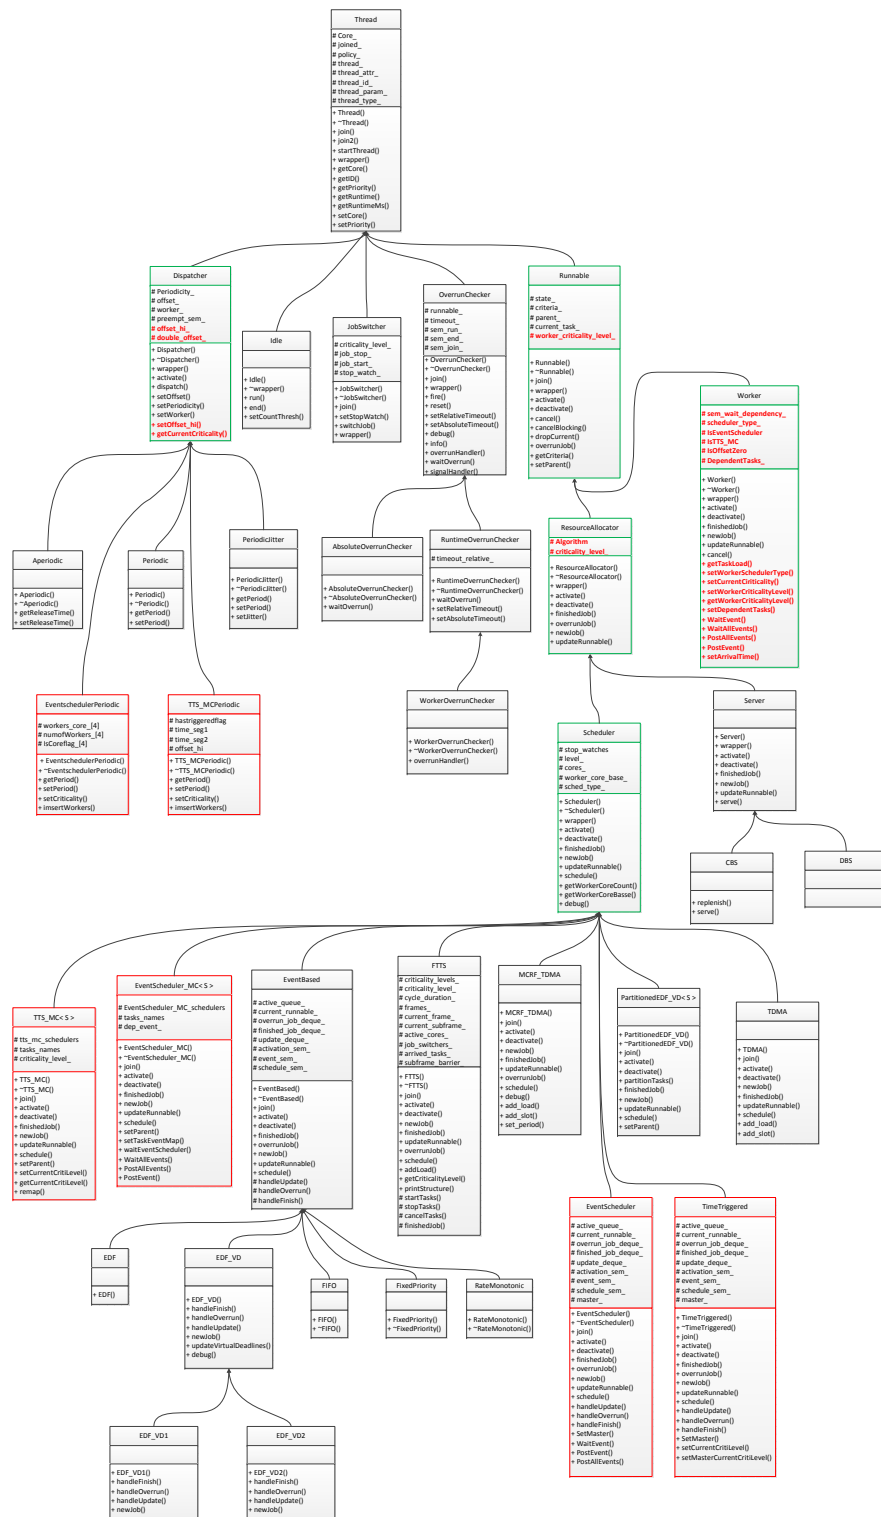 Thread
# Core_
# joined_
# policy_
# thread_
# thread_attr_
# thread_id_
# thread_param_
# thread_type_
+ Thread()
+ ~Thread()
+ join()
+ join2()
+ startThread()
+ wrapper()
+ getCore()
+ getID()
+ getPriority()
+ getRuntime()
+ getRuntimeMs()
+ setCore()
+ setPriority()
Dispatcher
# Periodicity_
# offset_
# worker_
# preempt_sem_
# offset_hi_
# double_offset_
+ Dispatcher()
+ ~Dispatcher()
+ wrapper()
+ activate()
+ dispatch()
+ setOffset()
+ setPeriodicity()
+ setWorker()
+ setOffset_hi()
+ getCurrentCriticality()
Idle
+ Idle()
+ ~wrapper()
+ run()
+ end()
+ setCountThresh()
JobSwitcher
# criticality_level_
# job_stop_
# job_start_
# stop_watch_
+ JobSwitcher()
+ ~JobSwitcher()
+ join()
+ setStopWatch()
+ switchJob()
+ wrapper()
OverrunChecker
# runnable_
# timeout_
# sem_run_
# sem_end_
# sem_join_
+ OverrunChecker()
+ ~OverrunChecker()
+ join()
+ wrapper()
+ fire()
+ reset()
+ setRelativeTimeout()
+ setAbsoluteTimeout()
+ debug()
+ info()
+ overrunHandler()
+ waitOverrun()
+ signalHandler()
Runnable
# state_
# criteria_
# parent_
# current_task_
# worker_criticality_level_
+ Runnable()
+ ~Runnable()
+ join()
+ wrapper()
+ activate()
+ deactivate()
+ cancel()
+ cancelBlocking()
+ dropCurrent()
+ overrunJob()
+ getCriteria()
+ setParent()
Worker
# sem_wait_dependency_
# scheduler_type_
# IsEventScheduler
# IsTTS_MC
# IsOffsetZero
# DependentTasks_
+ Worker()
+ ~Worker()
+ wrapper()
+ activate()
+ deactivate()
+ finishedJob()
+ newJob()
+ updateRunnable()
+ cancel()
+ getTaskLoad()
+ setWorkerSchedulerType()
+ setCurrentCriticality()
+ setWorkerCriticalityLevel()
+ getWorkerCriticalityLevel()
+ setDependentTasks()
+ WaitEvent()
+ WaitAllEvents()
+ PostAllEvents()
+ PostEvent()
+ setArrivalTime()
Aperiodic
+ Aperiodic()
+ ~Aperiodic()
+ getReleaseTime()
+ setReleaseTime()
Periodic
+ Periodic()
+ ~Periodic()
+ getPeriod()
+ setPeriod()
PeriodicJitter
+ PeriodicJitter()
+ ~PeriodicJitter()
+ getPeriod()
+ setPeriod()
+ setJitter()
AbsoluteOverrunChecker
+ AbsoluteOverrunChecker()
+ ~AbsoluteOverrunChecker()
+ waitOverrun()
RuntimeOverrunChecker
# timeout_relative_
+ RuntimeOverrunChecker()
+ ~RuntimeOverrunChecker()
+ waitOverrun()
+ setRelativeTimeout()
+ setAbsoluteTimeout()
ResourceAllocator
# Algorithm
# criticality_level_
+ ResourceAllocator()
+ ~ResourceAllocator()
+ wrapper()
+ activate()
+ deactivate()
+ finishedJob()
+ overrunJob()
+ newJob()
+ updateRunnable()
EventschedulerPeriodic
# workers_core_[4]
# numofWorkers_[4]
# IsCoreflag_[4]
+ EventschedulerPeriodic()
+ ~EventschedulerPeriodic()
+ getPeriod()
+ setPeriod()
+ setCriticality()
+ imsertWorkers()
TTS_MCPeriodic
# hastriggeredflag
# time_seg1
# time_seg2
# offset_hi
+ TTS_MCPeriodic()
+ ~TTS_MCPeriodic()
+ getPeriod()
+ setPeriod()
+ setCriticality()
+ imsertWorkers()
WorkerOverrunChecker
+ WorkerOverrunChecker()
+ ~WorkerOverrunChecker()
+ overrunHandler()
Scheduler
# stop_watches
# level_
# cores_
# worker_core_base_
# sched_type_
+ Scheduler()
+ ~Scheduler()
+ wrapper()
+ activate()
+ deactivate()
+ finishedJob()
+ newJob()
+ updateRunnable()
+ schedule()
+ getWorkerCoreCount()
+ getWorkerCoreBasse()
+ debug()
Server
+ Server()
+ wrapper()
+ activate()
+ deactivate()
+ finishedJob()
+ newJob()
+ updateRunnable()
+ serve()
CBS
+ replenish()
+ serve()
DBS
TTS_MC< S >
# tts_mc_schedulers
# tasks_names
# criticality_level_
+ TTS_MC()
+ ~TTS_MC()
+ join()
+ activate()
+ deactivate()
+ finishedJob()
+ newJob()
+ updateRunnable()
+ schedule()
+ setParent()
+ setCurrentCritiLevel()
+ getCurrentCritiLevel()
+ remap()
EventScheduler_MC< S >
# EventScheduler_MC_schedulers
# tasks_names
# dep_event_
+ EventScheduler_MC()
+ ~EventScheduler_MC()
+ join()
+ activate()
+ deactivate()
+ finishedJob()
+ newJob()
+ updateRunnable()
+ schedule()
+ setParent()
+ setTaskEventMap()
+ waitEventScheduler()
+ WaitAllEvents()
+ PostAllEvents()
+ PostEvent()
EventBased
# active_queue_
# current_runnable_
# overrun_job_deque_
# finished_job_deque_
# update_deque_
# activation_sem_
# event_sem_
# schedule_sem_
+ EventBased()
+ ~EventBased()
+ join()
+ activate()
+ deactivate()
+ finishedJob()
+ overrunJob()
+ newJob()
+ updateRunnable()
+ schedule()
# handleUpdate()
# handleOverrun()
# handleFinish()
FTTS
# criticality_levels_
# criticality_level_
# cycle_duration_
# frames_
# current_frame_
# current_subframe_
# active_cores_
# job_switchers_
# arrived_tasks_
# subframe_barrier_
+ FTTS()
+ ~FTTS()
+ join()
+ activate()
+ deactivate()
+ newJob()
+ finishedJob()
+ updateRunnable()
+ overrunJob()
+ schedule()
+ addLoad()
+ getCriticalityLevel()
+ printStructure()
# startTasks()
# stopTasks()
# cancelTasks()
# finishedJob()
MCRF_TDMA
+ MCRF_TDMA()
+ join()
+ activate()
+ deactivate()
+ newJob()
+ finishedJob()
+ updateRunnable()
+ overrunJob()
+ schedule()
+ debug()
+ add_load()
+ add_slot()
+ set_period()
PartitionedEDF_VD< S >
+ PartitionedEDF_VD()
+ ~PartitionedEDF_VD()
+ join()
+ activate()
+ deactivate()
+ partitionTasks()
+ finishedJob()
+ newJob()
+ updateRunnable()
+ schedule()
+ setParent()
TDMA
+ TDMA()
+ join()
+ activate()
+ deactivate()
+ newJob()
+ finishedJob()
+ updateRunnable()
+ schedule()
+ add_load()
+ add_slot()
EDF
+ EDF()
EDF_VD
+ EDF_VD()
+ handleFinish()
+ handleOverrun()
+ handleUpdate()
+ newJob()
+ updateVirtualDeadlines()
+ debug()
FIFO
+ FIFO()
+ ~FIFO()
FixedPriority
+ FixedPriority()
+ ~FixedPriority()
RateMonotonic
+ RateMonotonic()
+ ~RateMonotonic()
EventScheduler
# active_queue_
# current_runnable_
# overrun_job_deque_
# finished_job_deque_
# update_deque_
# activation_sem_
# event_sem_
# schedule_sem_
# master_
+ EventScheduler()
+ ~EventScheduler()
+ join()
+ activate()
+ deactivate()
+ finishedJob()
+ overrunJob()
+ newJob()
+ updateRunnable()
+ schedule()
+ handleUpdate()
+ handleOverrun()
+ handleFinish()
+ SetMaster()
+ WaitEvent()
+ PostEvent()
+ PostAllEvents()
TimeTriggered
# active_queue_
# current_runnable_
# overrun_job_deque_
# finished_job_deque_
# update_deque_
# activation_sem_
# event_sem_
# schedule_sem_
# master_
+ TimeTriggered()
+ ~TimeTriggered()
+ join()
+ activate()
+ deactivate()
+ finishedJob()
+ overrunJob()
+ newJob()
+ updateRunnable()
+ schedule()
+ handleUpdate()
+ handleOverrun()
+ handleFinish()
+ SetMaster()
+ setCurrentCritiLevel()
+ setMasterCurrentCritiLevel()
EDF_VD1
+ EDF_VD1()
+ handleFinish()
+ handleOverrun()
+ handleUpdate()
+ newJob()
EDF_VD2
+ EDF_VD2()
+ handleFinish()
+ handleOverrun()
+ handleUpdate()
+ newJob()